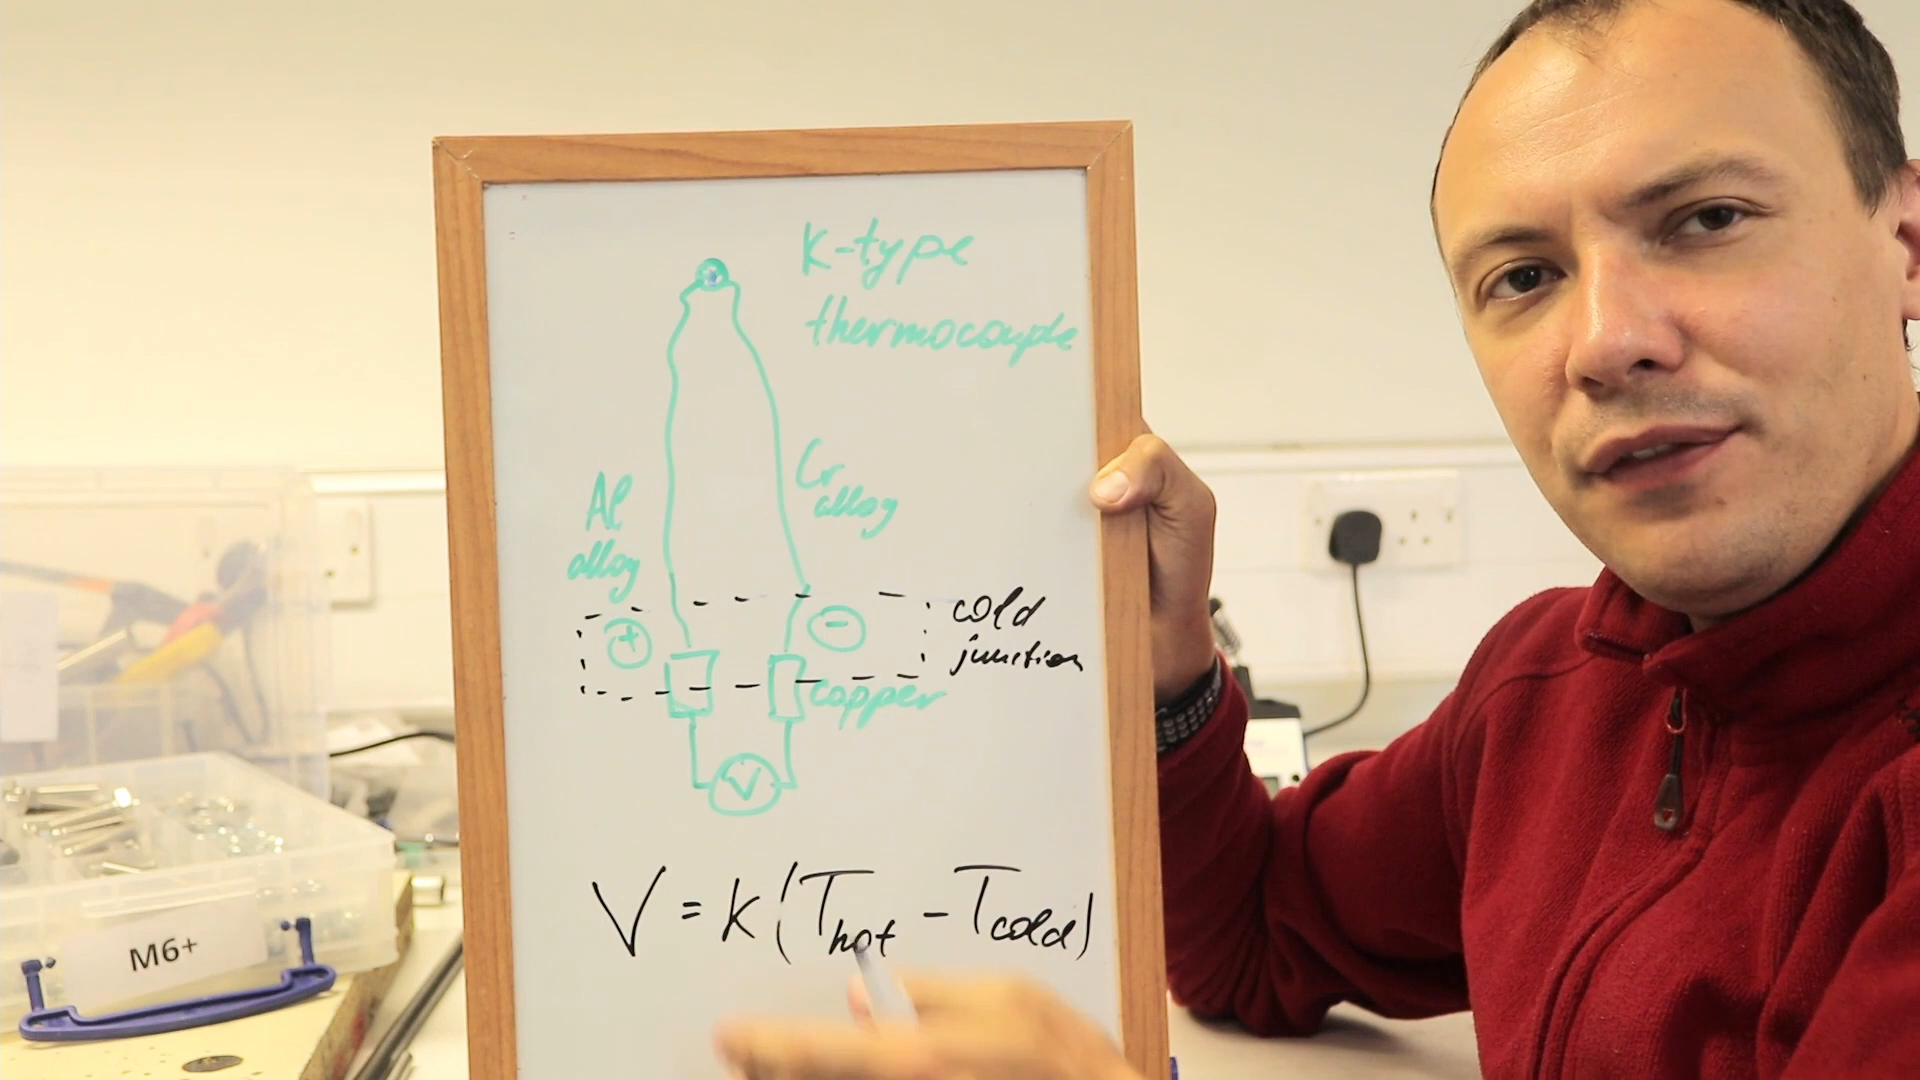 K-type
thermocouple
Al
alloy
Cr
alloy
+
-
cold
junction
copper
V
V = K(Thot - Tcold)
M6+